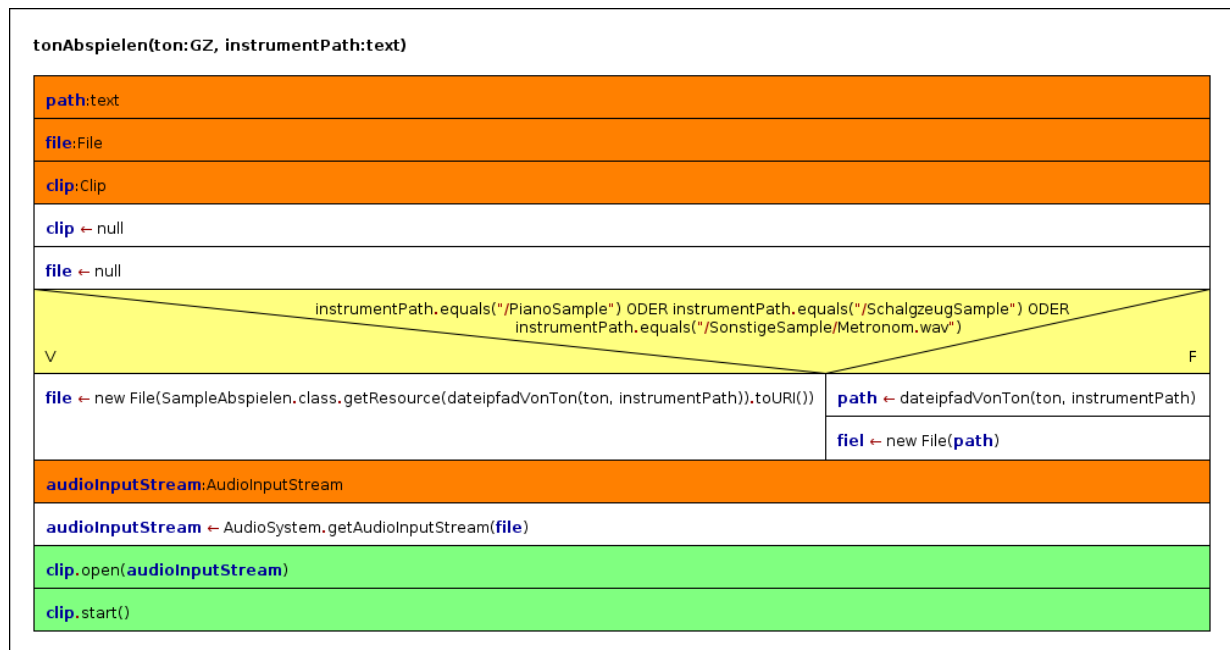 tonAbspielen(ton:GZ, instrumentPath:text)
path:text
file:File
clip:Clip
clip ← null
file ← null
instrumentPath.equals("/PianoSample") ODER instrumentPath.equals("/SchalgzeugSample") ODER
instrumentPath.equals("/SonstigeSample/Metronom.wav")
V
F
file ← new File(SampleAbspielen.class.getResource(dateipfadVonTon(ton, instrumentPath)).toURI())
path ← dateipfadVonTon(ton, instrumentPath)
fiel ← new File(path)
audioInputStream:AudioInputStream
audioInputStream ← AudioSystem.getAudioInputStream(file)
clip.open(audioInputStream)
clip.start()